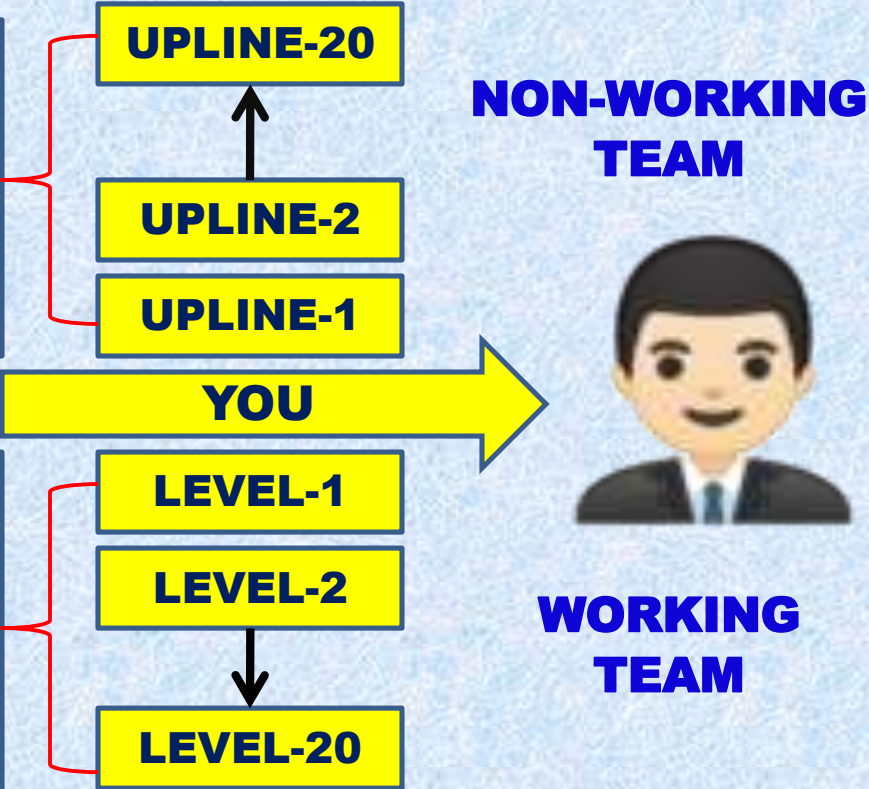 UPLINE-20
NON-WORKING
TEAM
UPLINE-2
UPLINE-1
YOU
LEVEL-1
LEVEL-2
WORKING
TEAM
LEVEL-20